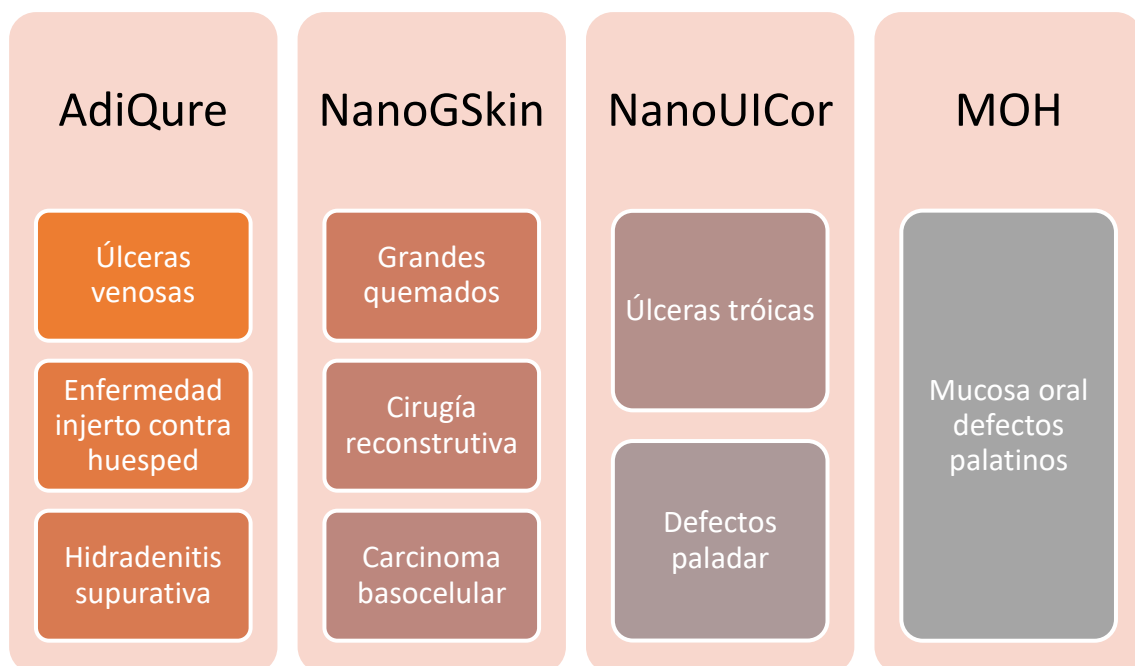 AdiQure
Úlceras
venosas
Enfermedad
injerto contra
huesped
Hidradenitis
supurativa
NanoGSkin
Grandes
quemados
Cirugía
reconstrutiva
Carcinoma
basocelular
NanoUlCor
Úlceras tróicas
Defectos
paladar
MOH
Mucosa oral
defectos
palatinos